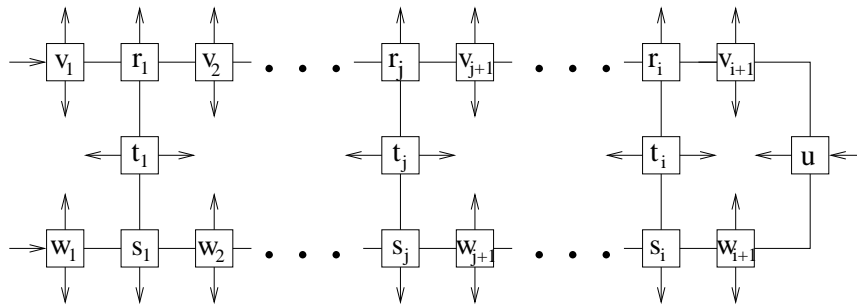 v₁ r₁ v₂ • • • rⱼ vⱼ₊₁ • • • rᵢ vᵢ₊₁
t₁ tⱼ tᵢ u
w₁ s₁ w₂ • • • sⱼ wⱼ₊₁ • • • sᵢ wᵢ₊₁